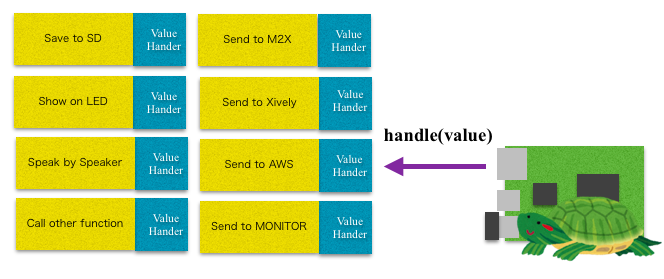 Save to SD
Value
Hander
Send to M2X
Value
Hander
Show on LED
Value
Hander
Send to Xively
Value
Hander
handle(value)
Speak by Speaker
Value
Hander
Send to AWS
Value
Hander
Call other function
Value
Hander
Send to MONITOR
Value
Hander